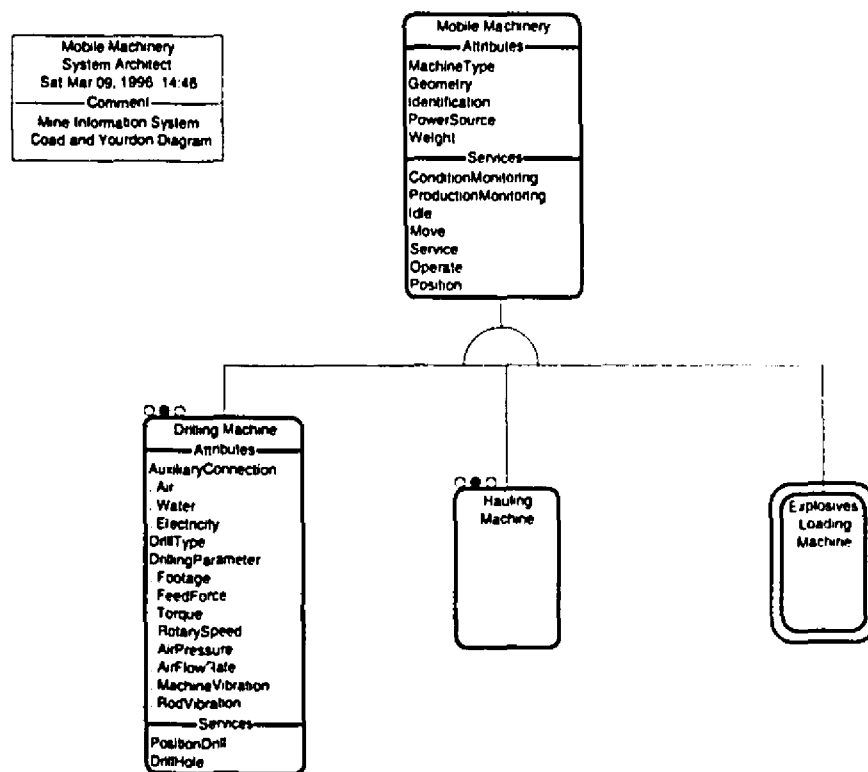 Mobile Machinery
System Architect
Sat Mar 09, 1996 14:46
Comment
Mine Information System
Coad and Yourdon Diagram
Mobile Machinery
Attributes
MachineType
Geometry
Identification
PowerSource
Weight
Services
ConditionMonitoring
ProductionMonitoring
Idle
Move
Service
Operate
Position
Drilling Machine
Attributes
AuxiliaryConnection
. Air
. Water
. Electricity
DrillType
DrillingParameter
. Footage
. FeedForce
. Torque
. RotarySpeed
. AirPressure
. AirFlowRate
. MachineVibration
. RodVibration
Services
PositionDrill
DrillHole
Hauling
Machine
Explosives
Loading
Machine